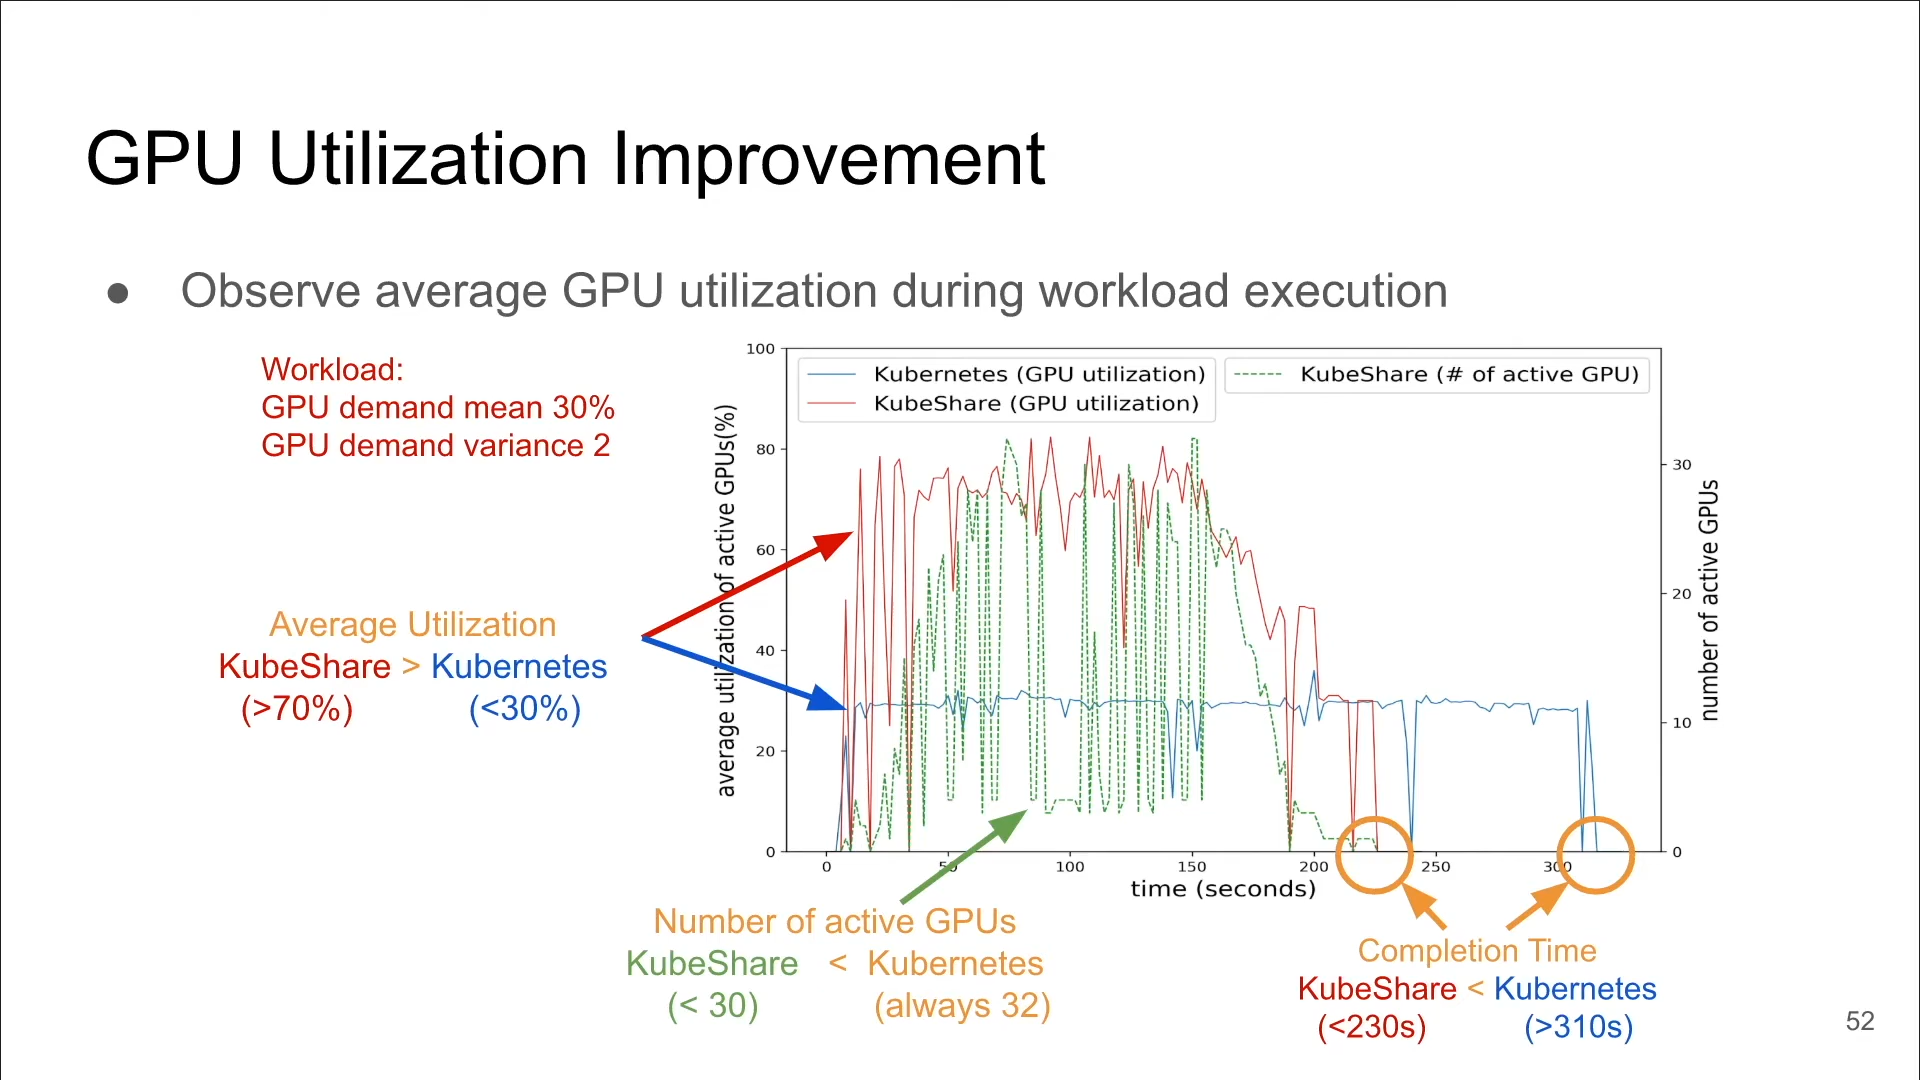 GPU Utilization Improvement
● Observe average GPU utilization during workload execution
Workload:
GPU demand mean 30%
GPU demand variance 2
Average Utilization
KubeShare > Kubernetes
(>70%) (<30%)
100
80
60
40
20
0
average utilization of active GPUs(%)
Kubernetes (GPU utilization)
KubeShare (GPU utilization)
KubeShare (# of active GPU)
30
20
10
0
number of active GPUs
0 50 100 150 200 250 300
time (seconds)
Number of active GPUs
KubeShare < Kubernetes
(< 30) (always 32)
Completion Time
KubeShare < Kubernetes
(<230s) (>310s)
52